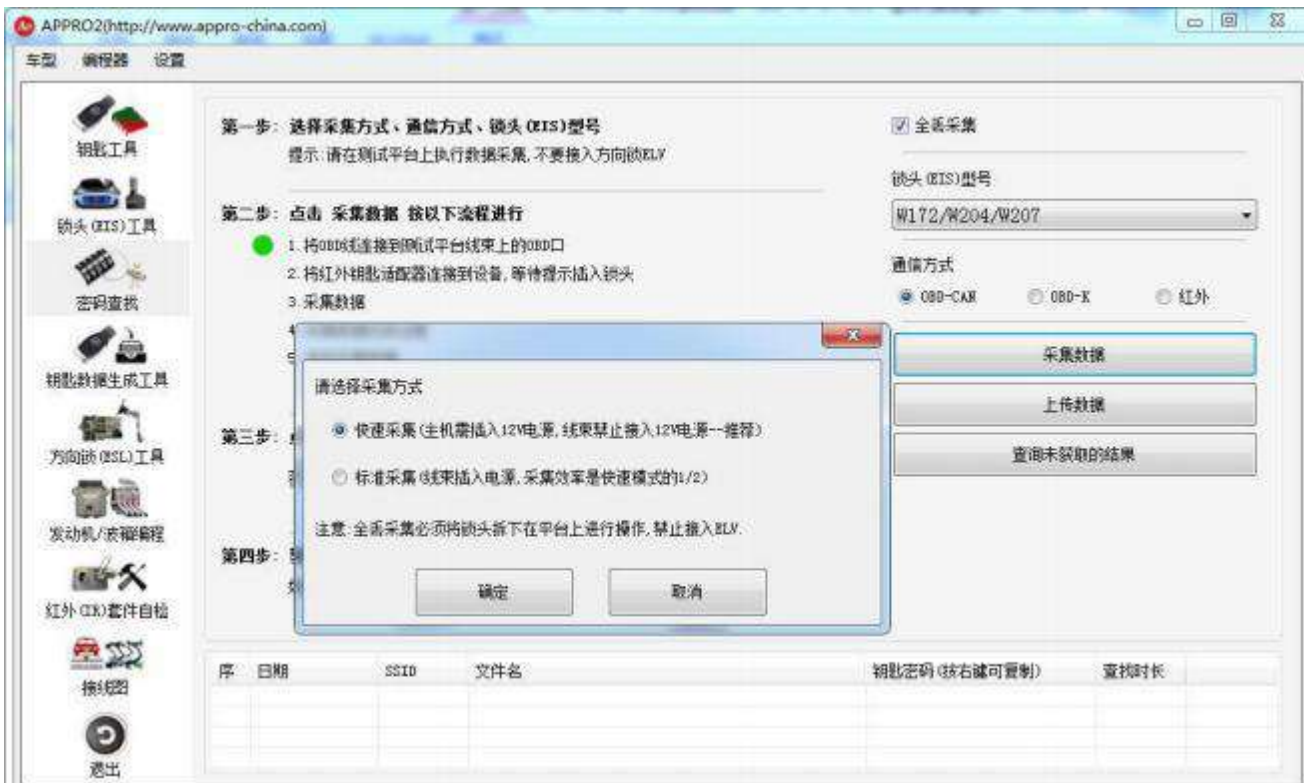 APPRO2(http://www.appro-china.com)
车型 编程器 设置
钥匙工具
锁头(EIS)工具
密码查找
钥匙数据生成工具
方向锁(ESL)工具
发动机/波箱编程
红外(IR)套件自检
接线图
退出
第一步: 选择采集方式、通信方式、锁头(EIS)型号
提示:请在测试平台上执行数据采集,不要接入方向锁ELV
第二步: 点击 采集数据 按以下流程进行
1.将OBD线连接到测试平台线束上的OBD口
2.将红外钥匙适配器连接到设备,等待提示插入锁头
3.采集数据
第三步:
第四步:
全丢采集
锁头(EIS)型号
W172/W204/W207
通信方式
OBD-CAN OBD-K 红外
采集数据
上传数据
查询未获取的结果
请选择采集方式
快速采集(主机需插入12V电源,线束禁止接入12V电源--推荐)
标准采集(线束插入电源,采集效率是快速模式的1/2)
注意:全丢采集必须将锁头拆下在平台上进行操作,禁止接入ELV.
确定 取消
序 日期 SSID 文件名 钥匙密码(按右键可复制) 查找时长